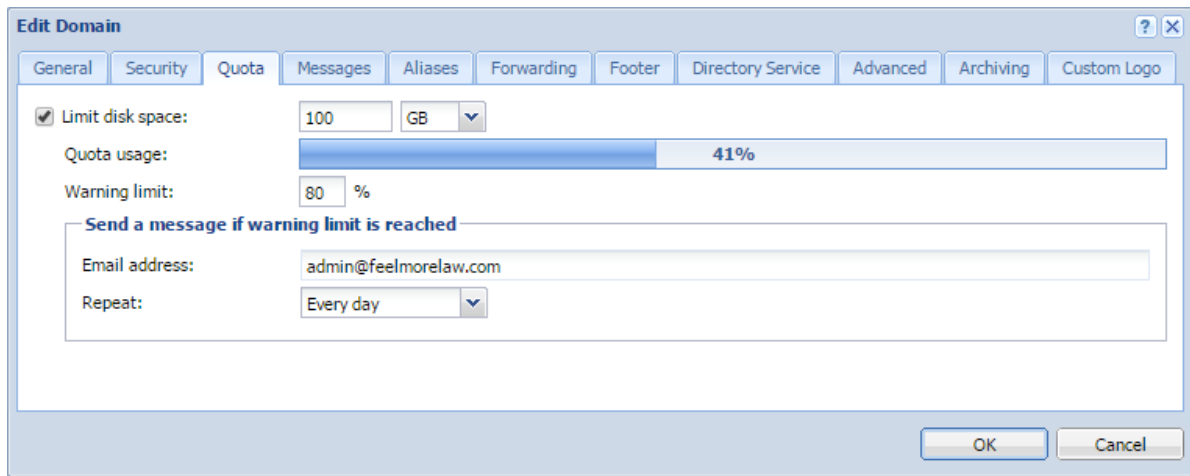 Edit Domain
General Security Quota Messages Aliases Forwarding Footer Directory Service Advanced Archiving Custom Logo
Limit disk space: 100 GB
Quota usage: 41%
Warning limit: 80 %
Send a message if warning limit is reached
Email address: admin@feelmorelaw.com
Repeat: Every day
OK Cancel